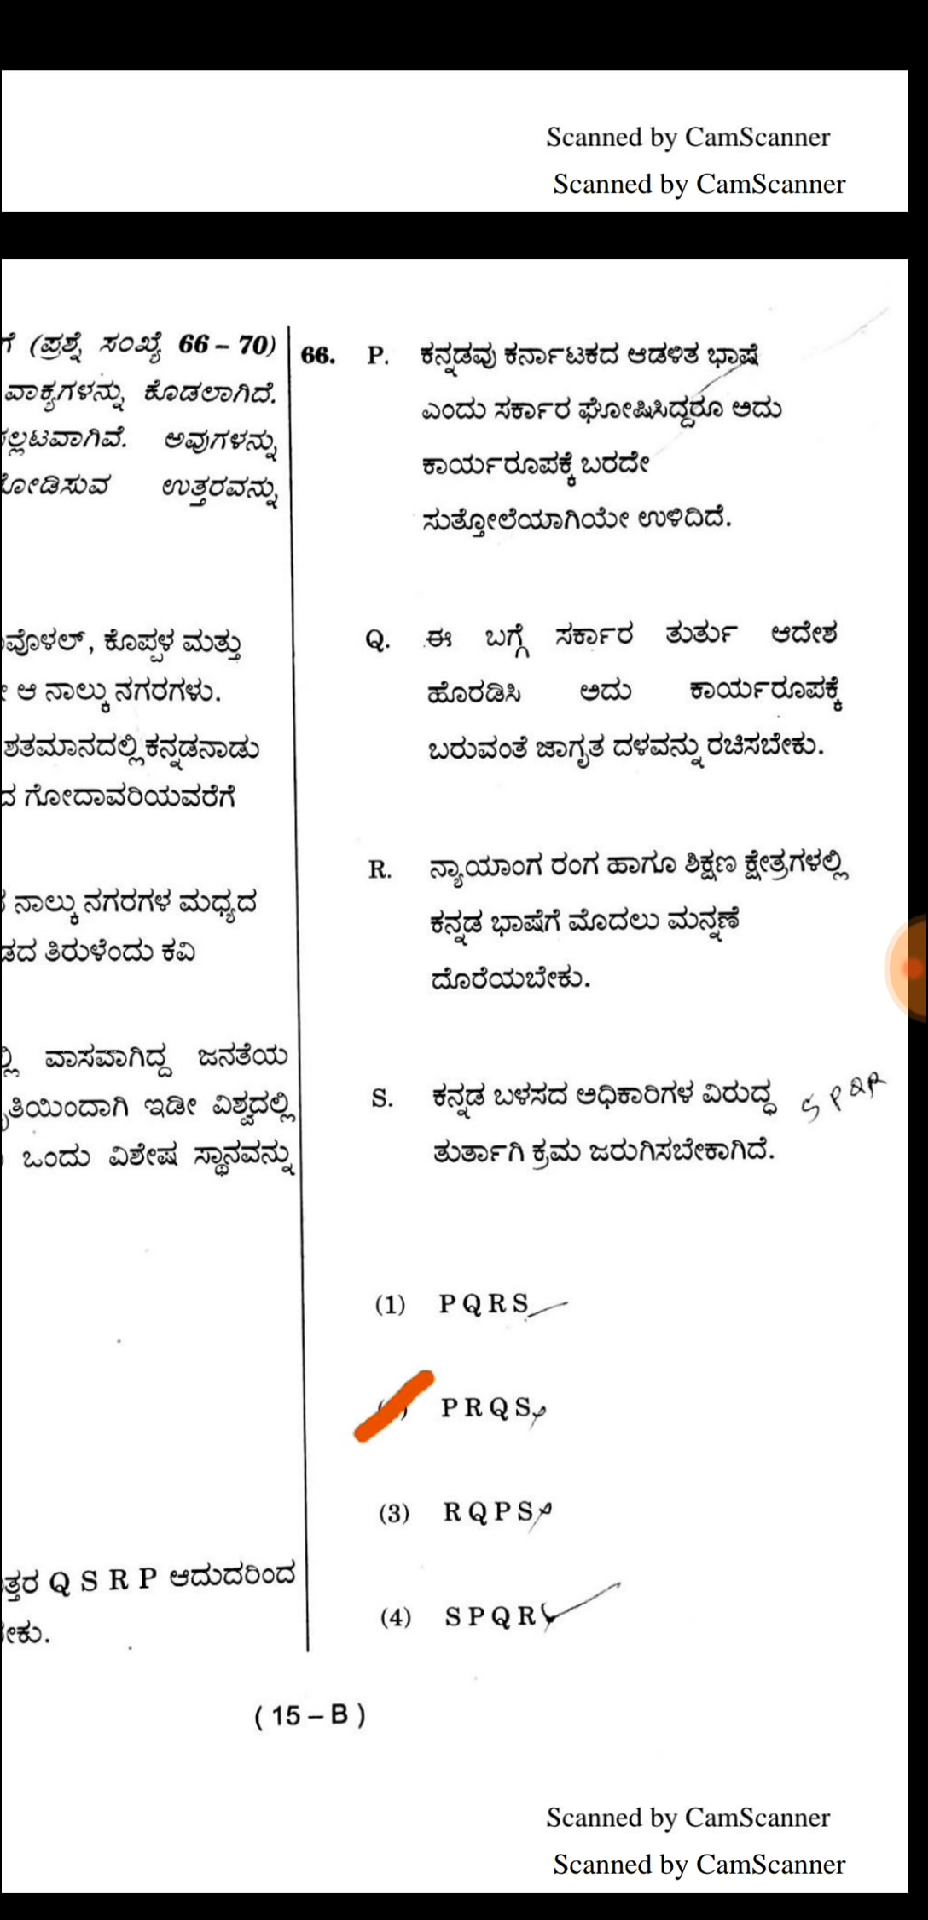 Scanned by CamScanner
Scanned by CamScanner
ಗೆ (ಪ್ರಶ್ನೆ ಸಂಖ್ಯೆ 66 – 70)
ವಾಕ್ಯಗಳನ್ನು ಕೊಡಲಾಗಿದೆ.
ಲ್ಲಟವಾಗಿವೆ. ಅವುಗಳನ್ನು
ೋಡಿಸುವ ಉತ್ತರವನ್ನು
ವೊಳಲ್, ಕೊಪ್ಪಳ ಮತ್ತು
ಆ ನಾಲ್ಕು ನಗರಗಳು.
ಶತಮಾನದಲ್ಲಿ ಕನ್ನಡನಾಡು
ದ ಗೋದಾವರಿಯವರೆಗೆ
ನಾಲ್ಕು ನಗರಗಳ ಮಧ್ಯದ
ಡದ ತಿರುಳೆಂದು ಕವಿ
ಲ್ಲಿ ವಾಸವಾಗಿದ್ದ ಜನತೆಯ
ೃತಿಯಿಂದಾಗಿ ಇಡೀ ವಿಶ್ವದಲ್ಲಿ
ಒಂದು ವಿಶೇಷ ಸ್ಥಾನವನ್ನು
ತ್ತರ Q S R P ಆದುದರಿಂದ
ೇಕು.
66. P. ಕನ್ನಡವು ಕರ್ನಾಟಕದ ಆಡಳಿತ ಭಾಷೆ
ಎಂದು ಸರ್ಕಾರ ಘೋಷಿಸಿದ್ದರೂ ಅದು
ಕಾರ್ಯರೂಪಕ್ಕೆ ಬರದೇ
ಸುತ್ತೋಲೆಯಾಗಿಯೇ ಉಳಿದಿದೆ.
Q. ಈ ಬಗ್ಗೆ ಸರ್ಕಾರ ತುರ್ತು ಆದೇಶ
ಹೊರಡಿಸಿ ಅದು ಕಾರ್ಯರೂಪಕ್ಕೆ
ಬರುವಂತೆ ಜಾಗೃತ ದಳವನ್ನು ರಚಿಸಬೇಕು.
R. ನ್ಯಾಯಾಂಗ ರಂಗ ಹಾಗೂ ಶಿಕ್ಷಣ ಕ್ಷೇತ್ರಗಳಲ್ಲಿ
ಕನ್ನಡ ಭಾಷೆಗೆ ಮೊದಲು ಮನ್ನಣೆ
ದೊರೆಯಬೇಕು.
S. ಕನ್ನಡ ಬಳಸದ ಅಧಿಕಾರಿಗಳ ವಿರುದ್ಧ
ತುರ್ತಾಗಿ ಕ್ರಮ ಜರುಗಿಸಬೇಕಾಗಿದೆ.
(1) P Q R S
P R Q S
(3) R Q P S
(4) S P Q R
( 15 – B )
Scanned by CamScanner
Scanned by CamScanner